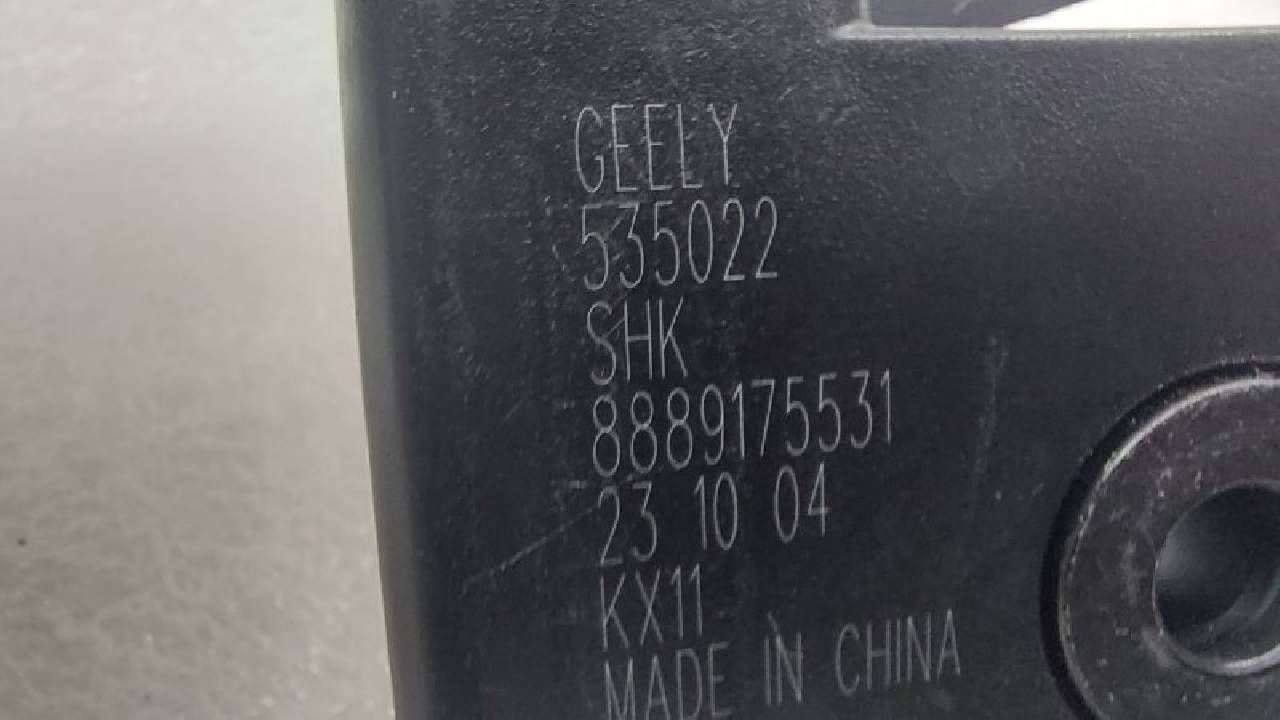 GEELY
535022
SHK
8889175531
23 10 04
KX11
MADE IN CHINA